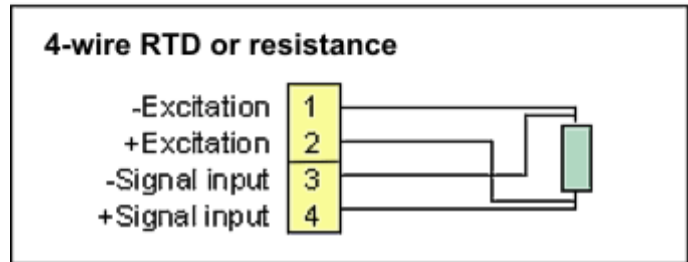 4-wire RTD or resistance
-Excitation 1
+Excitation 2
-Signal input 3
+Signal input 4